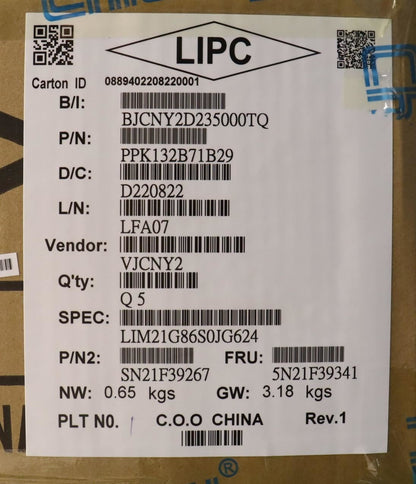 LIPC
Carton ID 0889402208220001
B/I:
BJCNY2D235000TQ
P/N:
PPK132B71B29
D/C:
D220822
L/N:
LFA07
Vendor:
VJCNY2
Q'ty:
Q 5
SPEC:
LIM21G86S0JG624
P/N2: FRU:
SN21F39267 5N21F39341
NW: 0.65 kgs GW: 3.18 kgs
PLT N0. C.O.O CHINA Rev.1
®